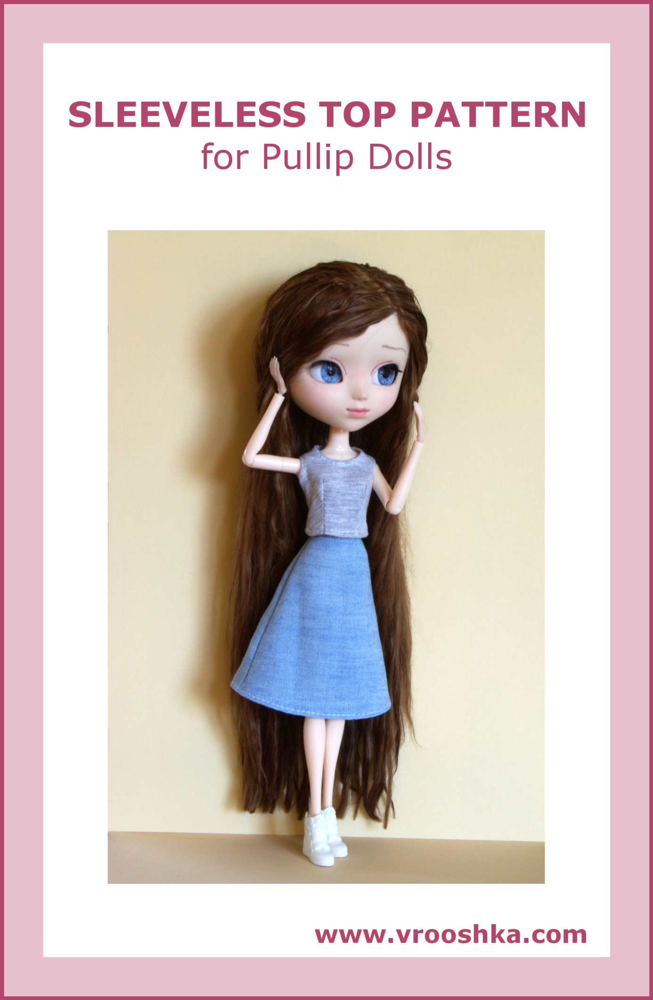 SLEEVELESS TOP PATTERN
for Pullip Dolls
www.vrooshka.com